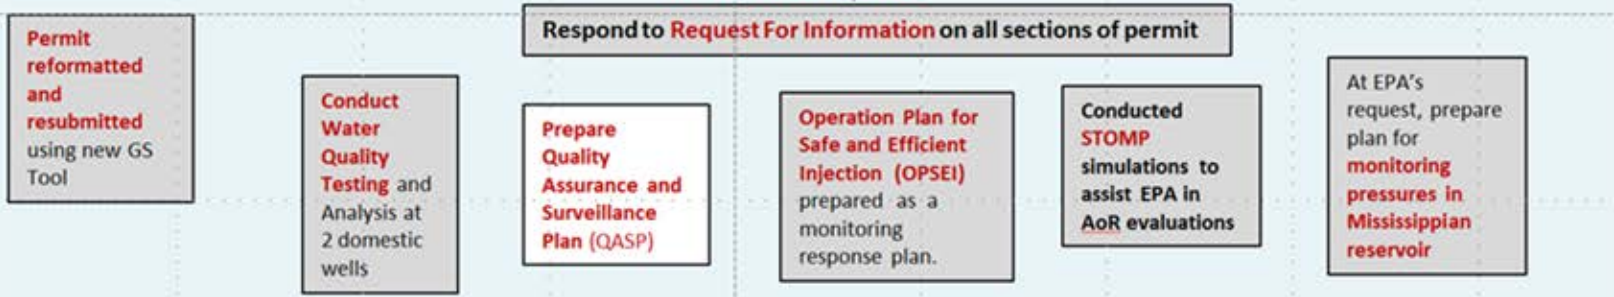 Permit
reformatted
and
resubmitted
using new GS
Tool
Respond to Request For Information on all sections of permit
Conduct
Water
Quality
Testing and
Analysis at
2 domestic
wells
Prepare
Quality
Assurance and
Surveillance
Plan (QASP)
Operation Plan for
Safe and Efficient
Injection (OPSEI)
prepared as a
monitoring
response plan.
Conducted
STOMP
simulations to
assist EPA in
AoR evaluations
At EPA's
request, prepare
plan for
monitoring
pressures in
Mississippian
reservoir